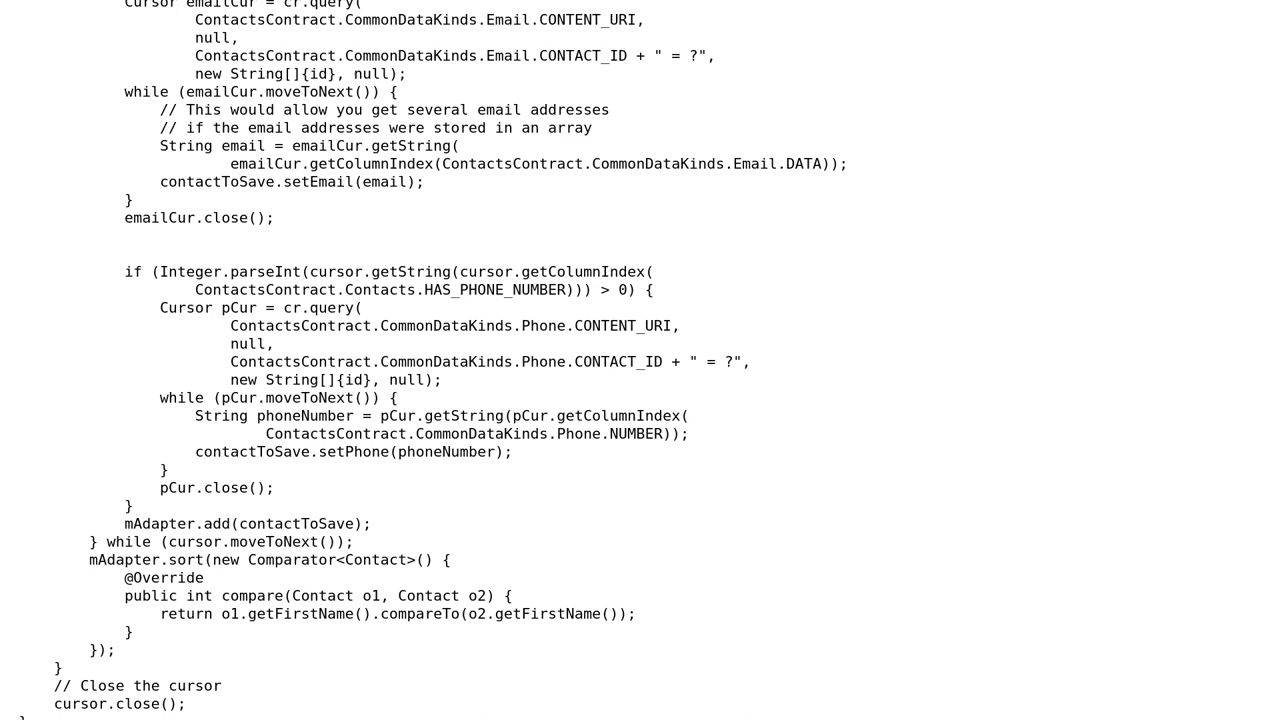 Cursor emailCur = cr.query(
ContactsContract.CommonDataKinds.Email.CONTENT_URI,
null,
ContactsContract.CommonDataKinds.Email.CONTACT_ID + " = ?",
new String[]{id}, null);
while (emailCur.moveToNext()) {
// This would allow you get several email addresses
// if the email addresses were stored in an array
String email = emailCur.getString(
emailCur.getColumnIndex(ContactsContract.CommonDataKinds.Email.DATA));
contactToSave.setEmail(email);
}
emailCur.close();
if (Integer.parseInt(cursor.getString(cursor.getColumnIndex(
ContactsContract.Contacts.HAS_PHONE_NUMBER))) > 0) {
Cursor pCur = cr.query(
ContactsContract.CommonDataKinds.Phone.CONTENT_URI,
null,
ContactsContract.CommonDataKinds.Phone.CONTACT_ID + " = ?",
new String[]{id}, null);
while (pCur.moveToNext()) {
String phoneNumber = pCur.getString(pCur.getColumnIndex(
ContactsContract.CommonDataKinds.Phone.NUMBER));
contactToSave.setPhone(phoneNumber);
}
pCur.close();
}
mAdapter.add(contactToSave);
} while (cursor.moveToNext());
mAdapter.sort(new Comparator<Contact>() {
@Override
public int compare(Contact o1, Contact o2) {
return o1.getFirstName().compareTo(o2.getFirstName());
}
});
}
// Close the cursor
cursor.close();
}